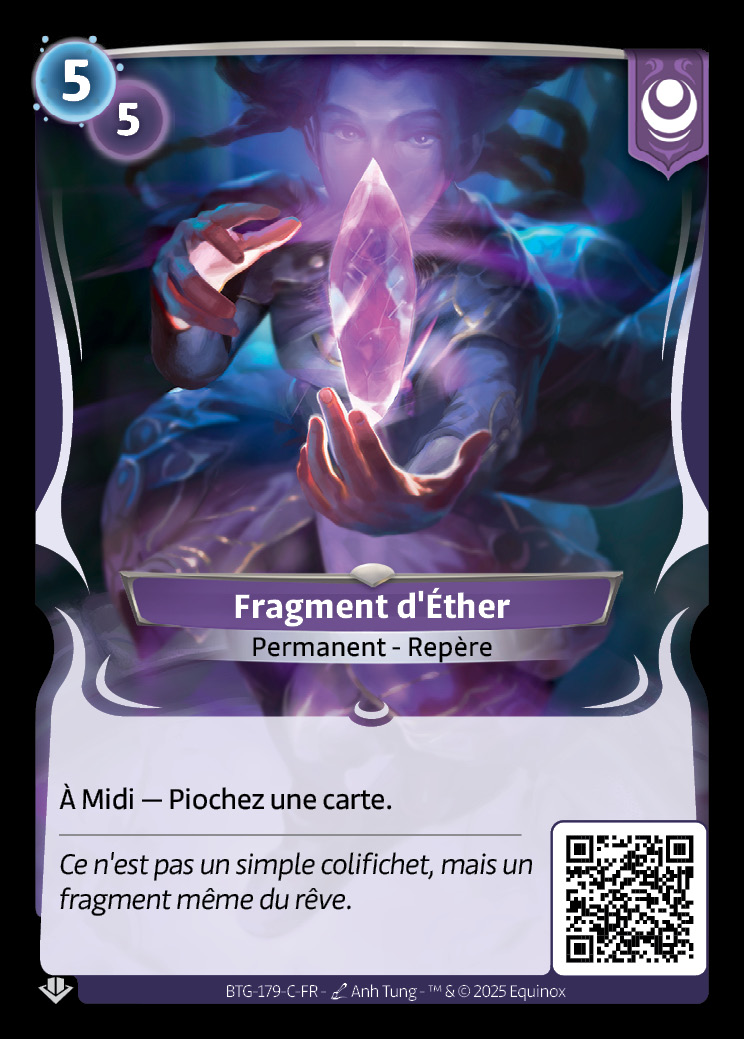 5
5
Fragment d'Éther
Permanent - Repère
À Midi — Piochez une carte.
Ce n'est pas un simple colifichet, mais un
fragment même du rêve.
BTG-179-C-FR - Anh Tung - ™ & © 2025 Equinox